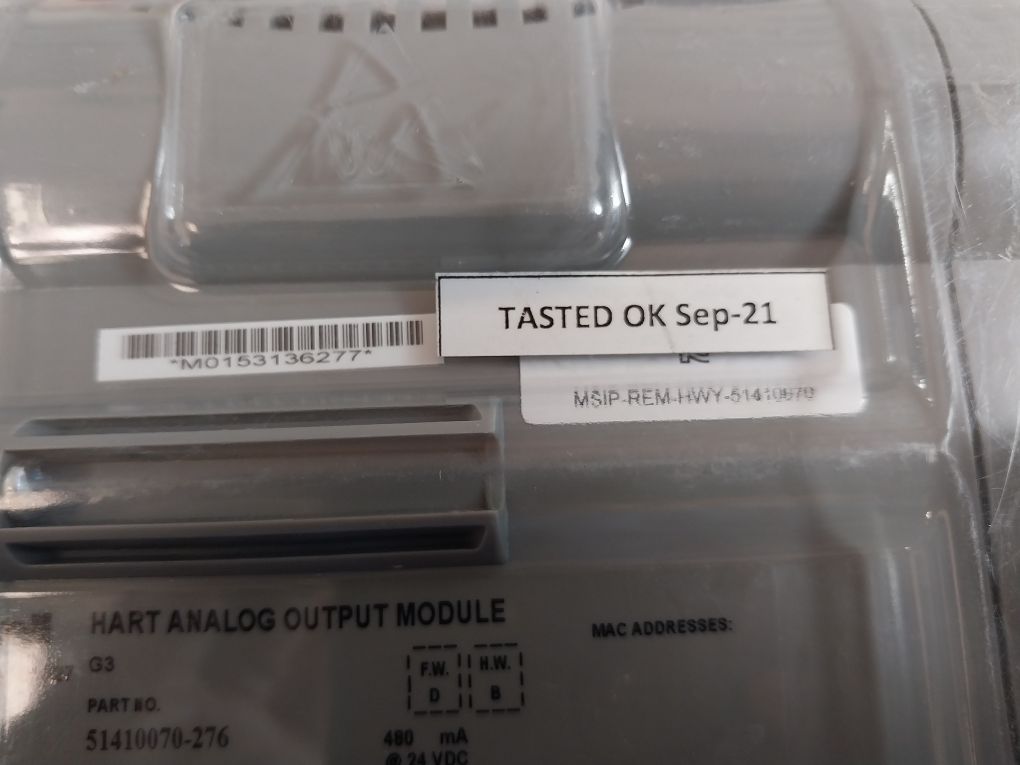 TASTED OK Sep-21
*M0153136277*
MSIP-REM-HWY-51410070
HART ANALOG OUTPUT MODULE
MAC ADDRESSES:
G3
F.W.
H.W.
D
B
PART NO.
51410070-276
480 mA
@ 24 VDC